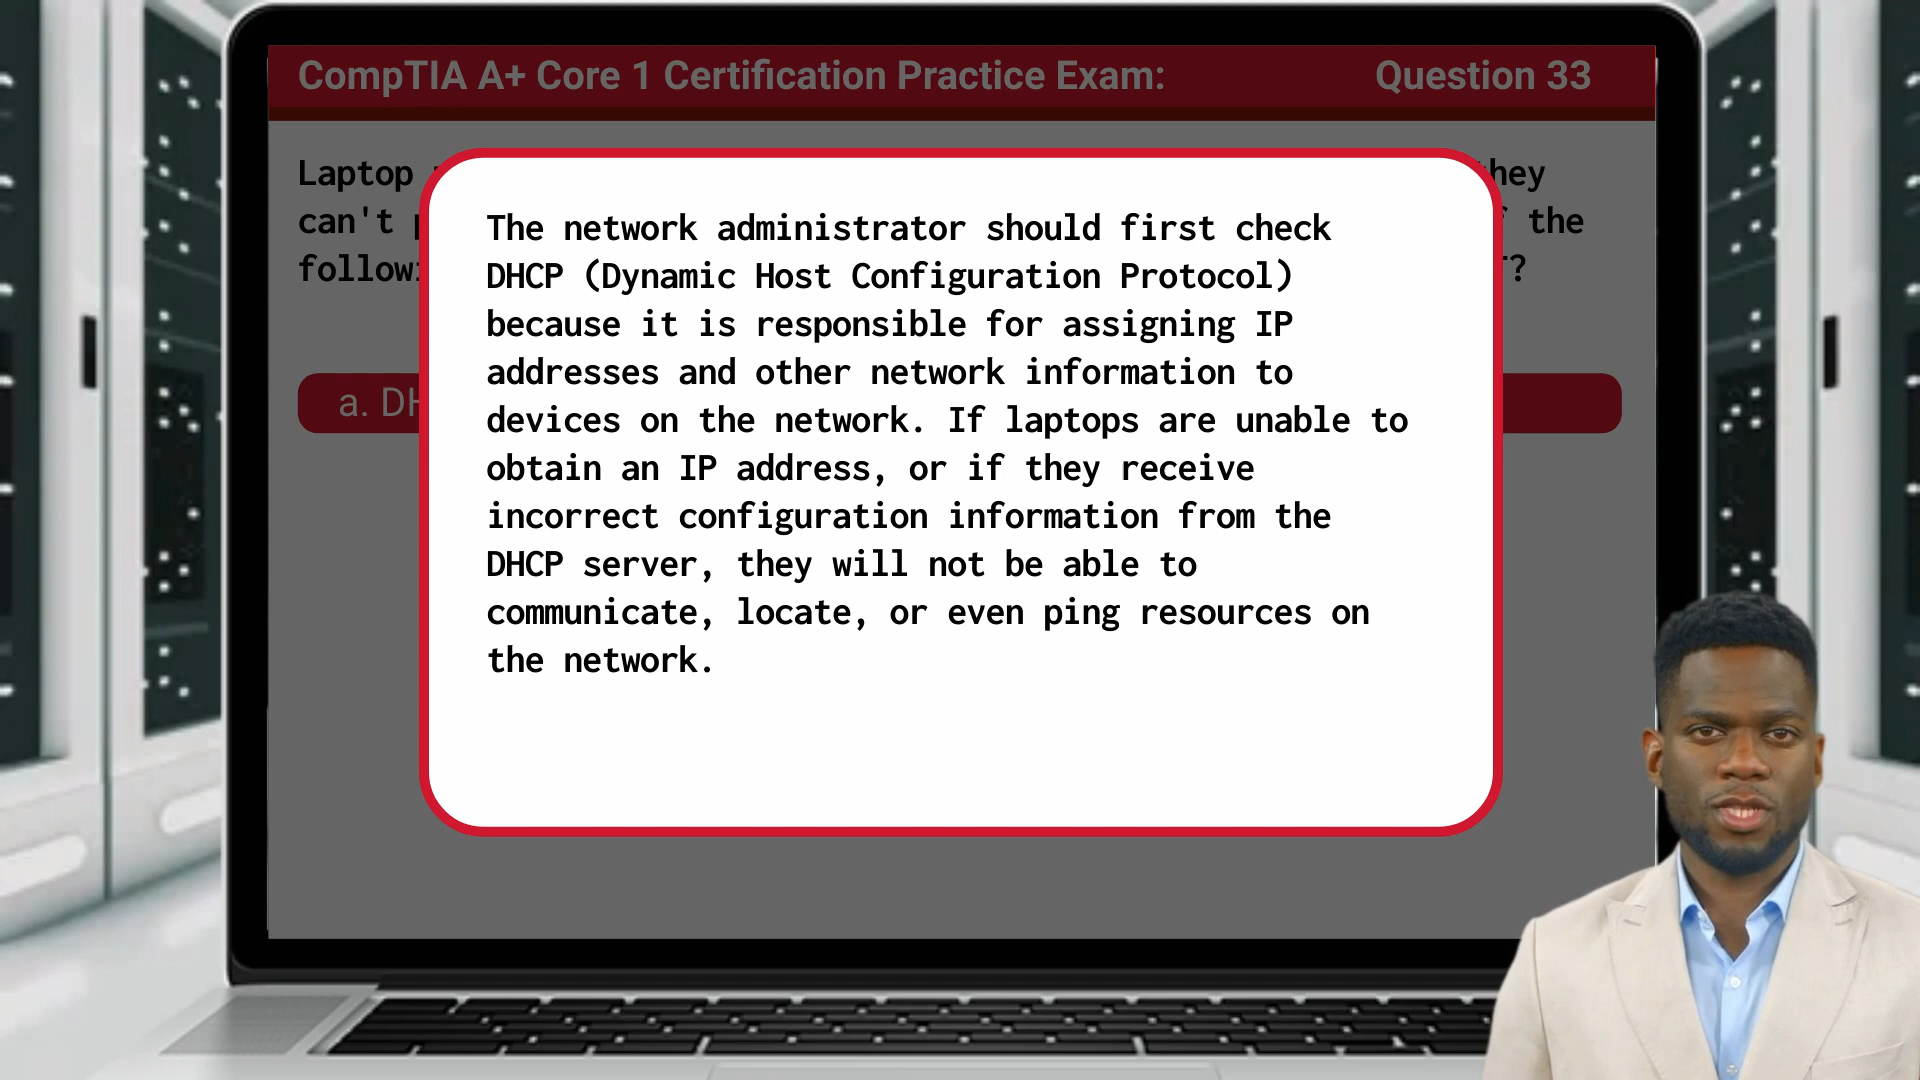 CompTIA A+ Core 1 Certification Practice Exam: Question 33
Laptop they
can't the
The network administrator should first check
DHCP (Dynamic Host Configuration Protocol)
because it is responsible for assigning IP
addresses and other network information to
devices on the network. If laptops are unable to
obtain an IP address, or if they receive
incorrect configuration information from the
DHCP server, they will not be able to
communicate, locate, or even ping resources on
the network.
a.